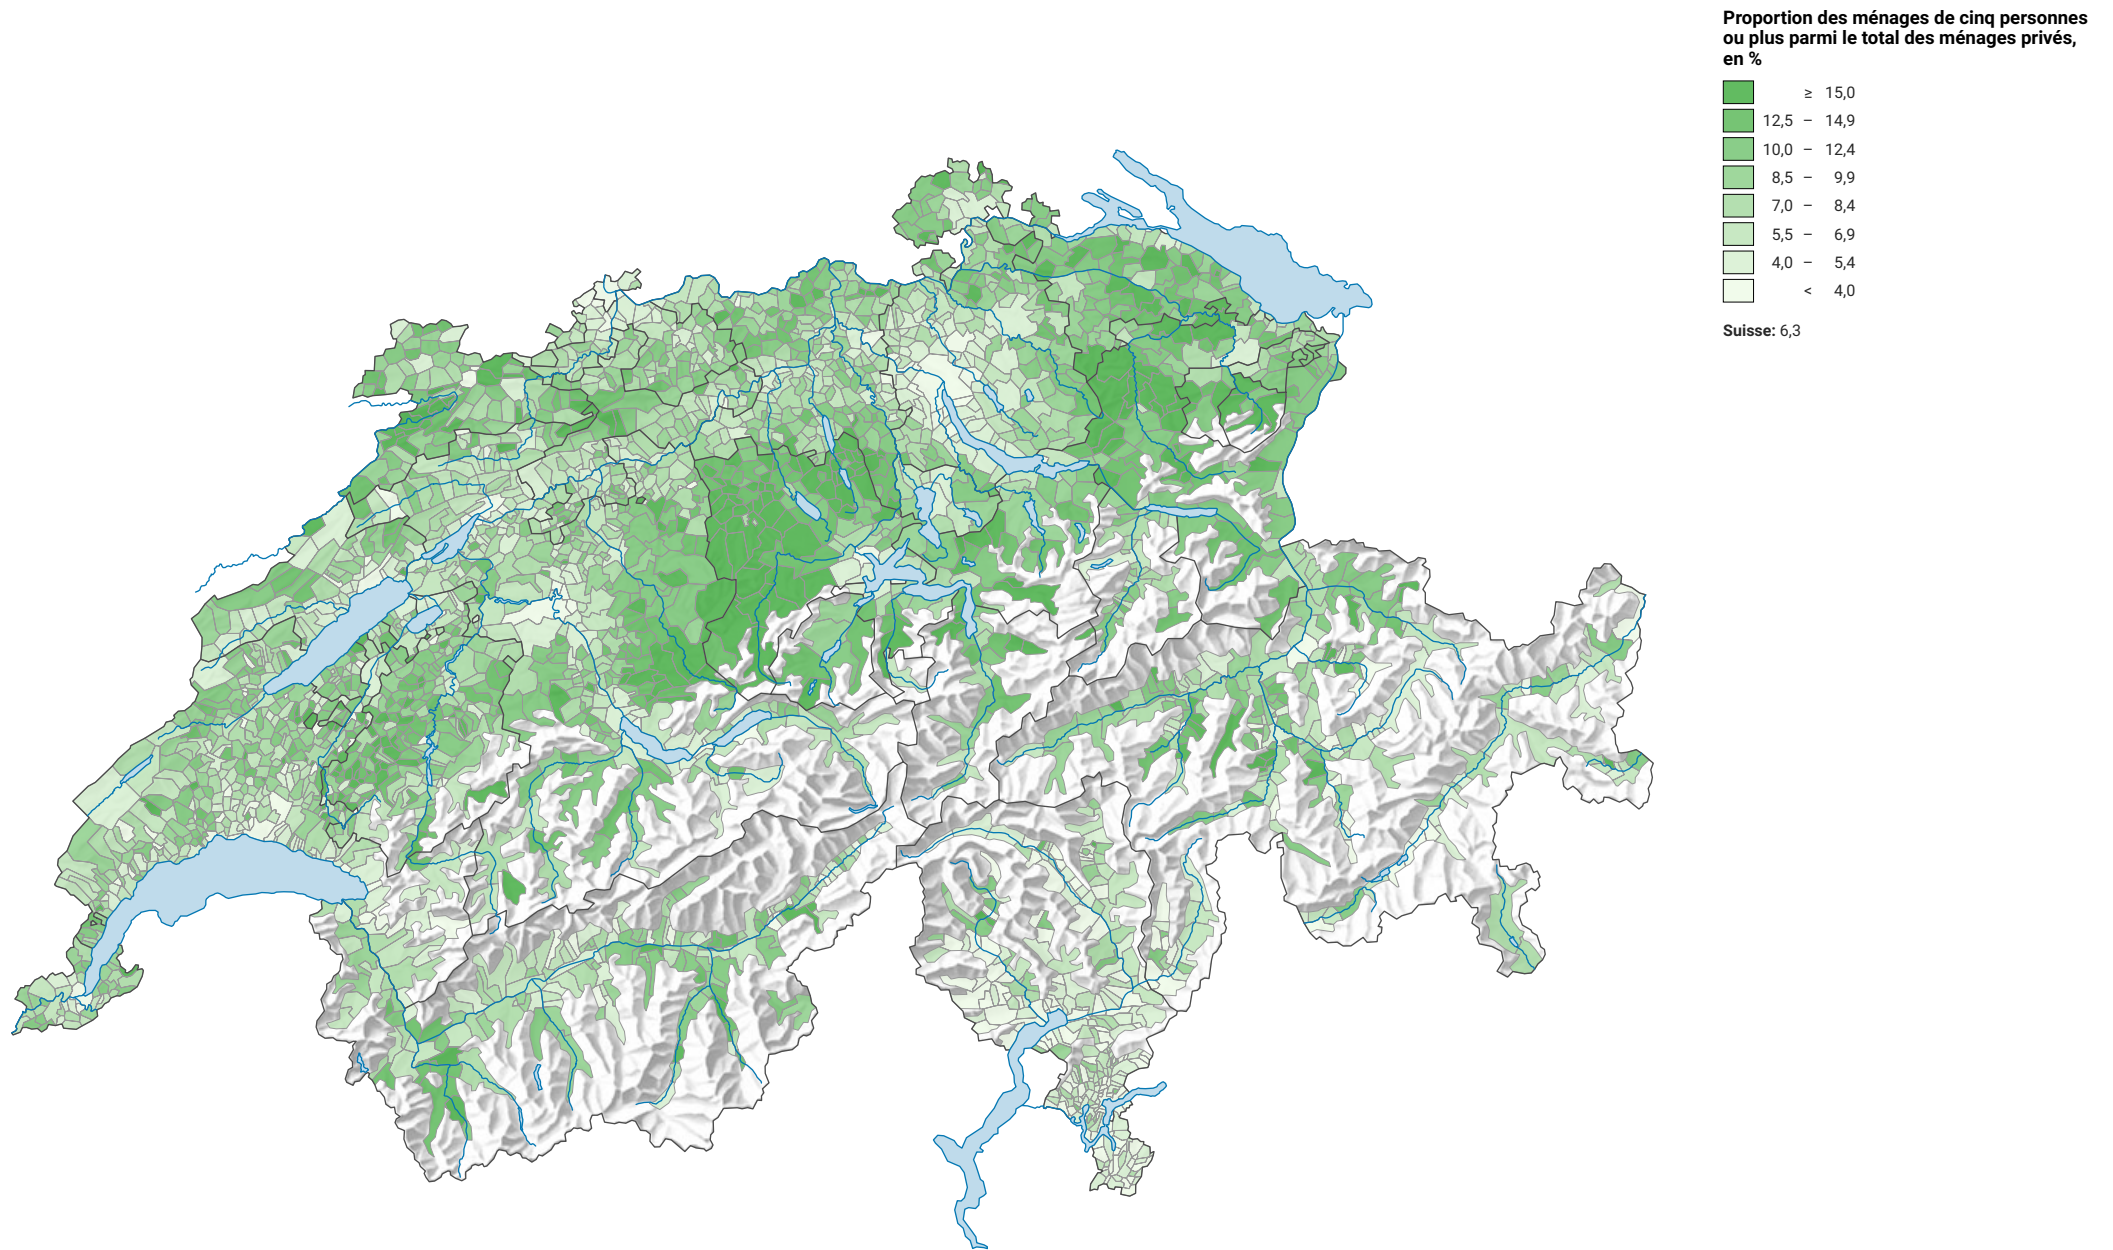 Proportion des ménages de cinq personnes
ou plus parmi le total des ménages privés,
en %
≥ 15,0
12,5 – 14,9
10,0 – 12,4
8,5 – 9,9
7,0 – 8,4
5,5 – 6,9
4,0 – 5,4
< 4,0
Suisse: 6,3